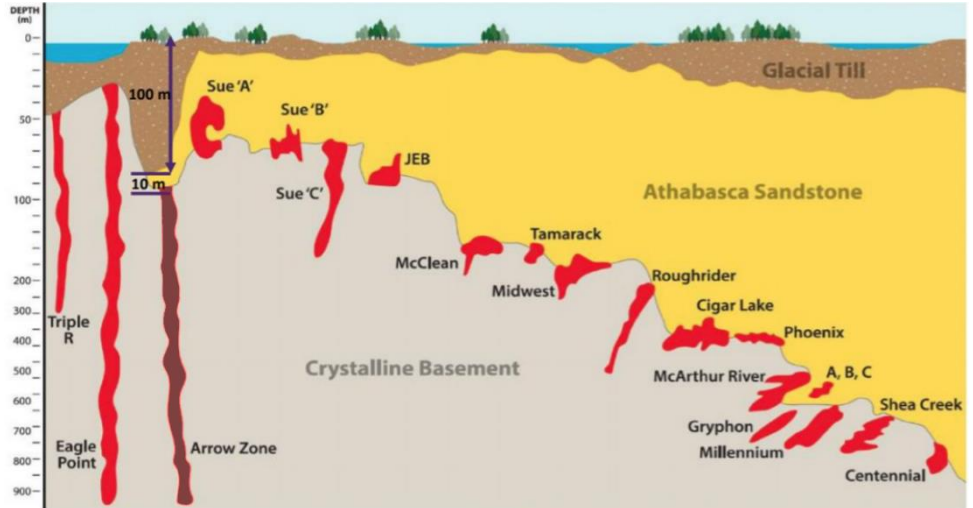 DEPTH
(m)
0
50
100
200
300
400
500
600
700
800
900
100 m
10 m
Glacial Till
Sue 'A'
Sue 'B'
JEB
Sue 'C'
Athabasca Sandstone
Tamarack
McClean
Midwest
Roughrider
Cigar Lake
Phoenix
Triple
R
Crystalline Basement
McArthur River
A, B, C
Shea Creek
Gryphon
Eagle
Point
Arrow Zone
Millennium
Centennial